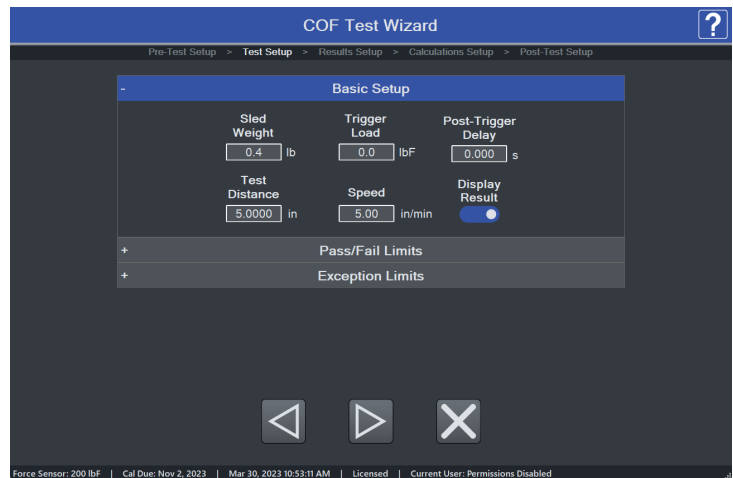 COF Test Wizard
?
Pre-Test Setup > Test Setup > Results Setup > Calculations Setup > Post-Test Setup
- Basic Setup
Sled Weight
0.4 lb
Trigger Load
0.0 lbF
Post-Trigger Delay
0.000 s
Test Distance
5.0000 in
Speed
5.00 in/min
Display Result
+ Pass/Fail Limits
+ Exception Limits
Force Sensor: 200 lbF | Cal Due: Nov 2, 2023 | Mar 30, 2023 10:53:11 AM | Licensed | Current User: Permissions Disabled